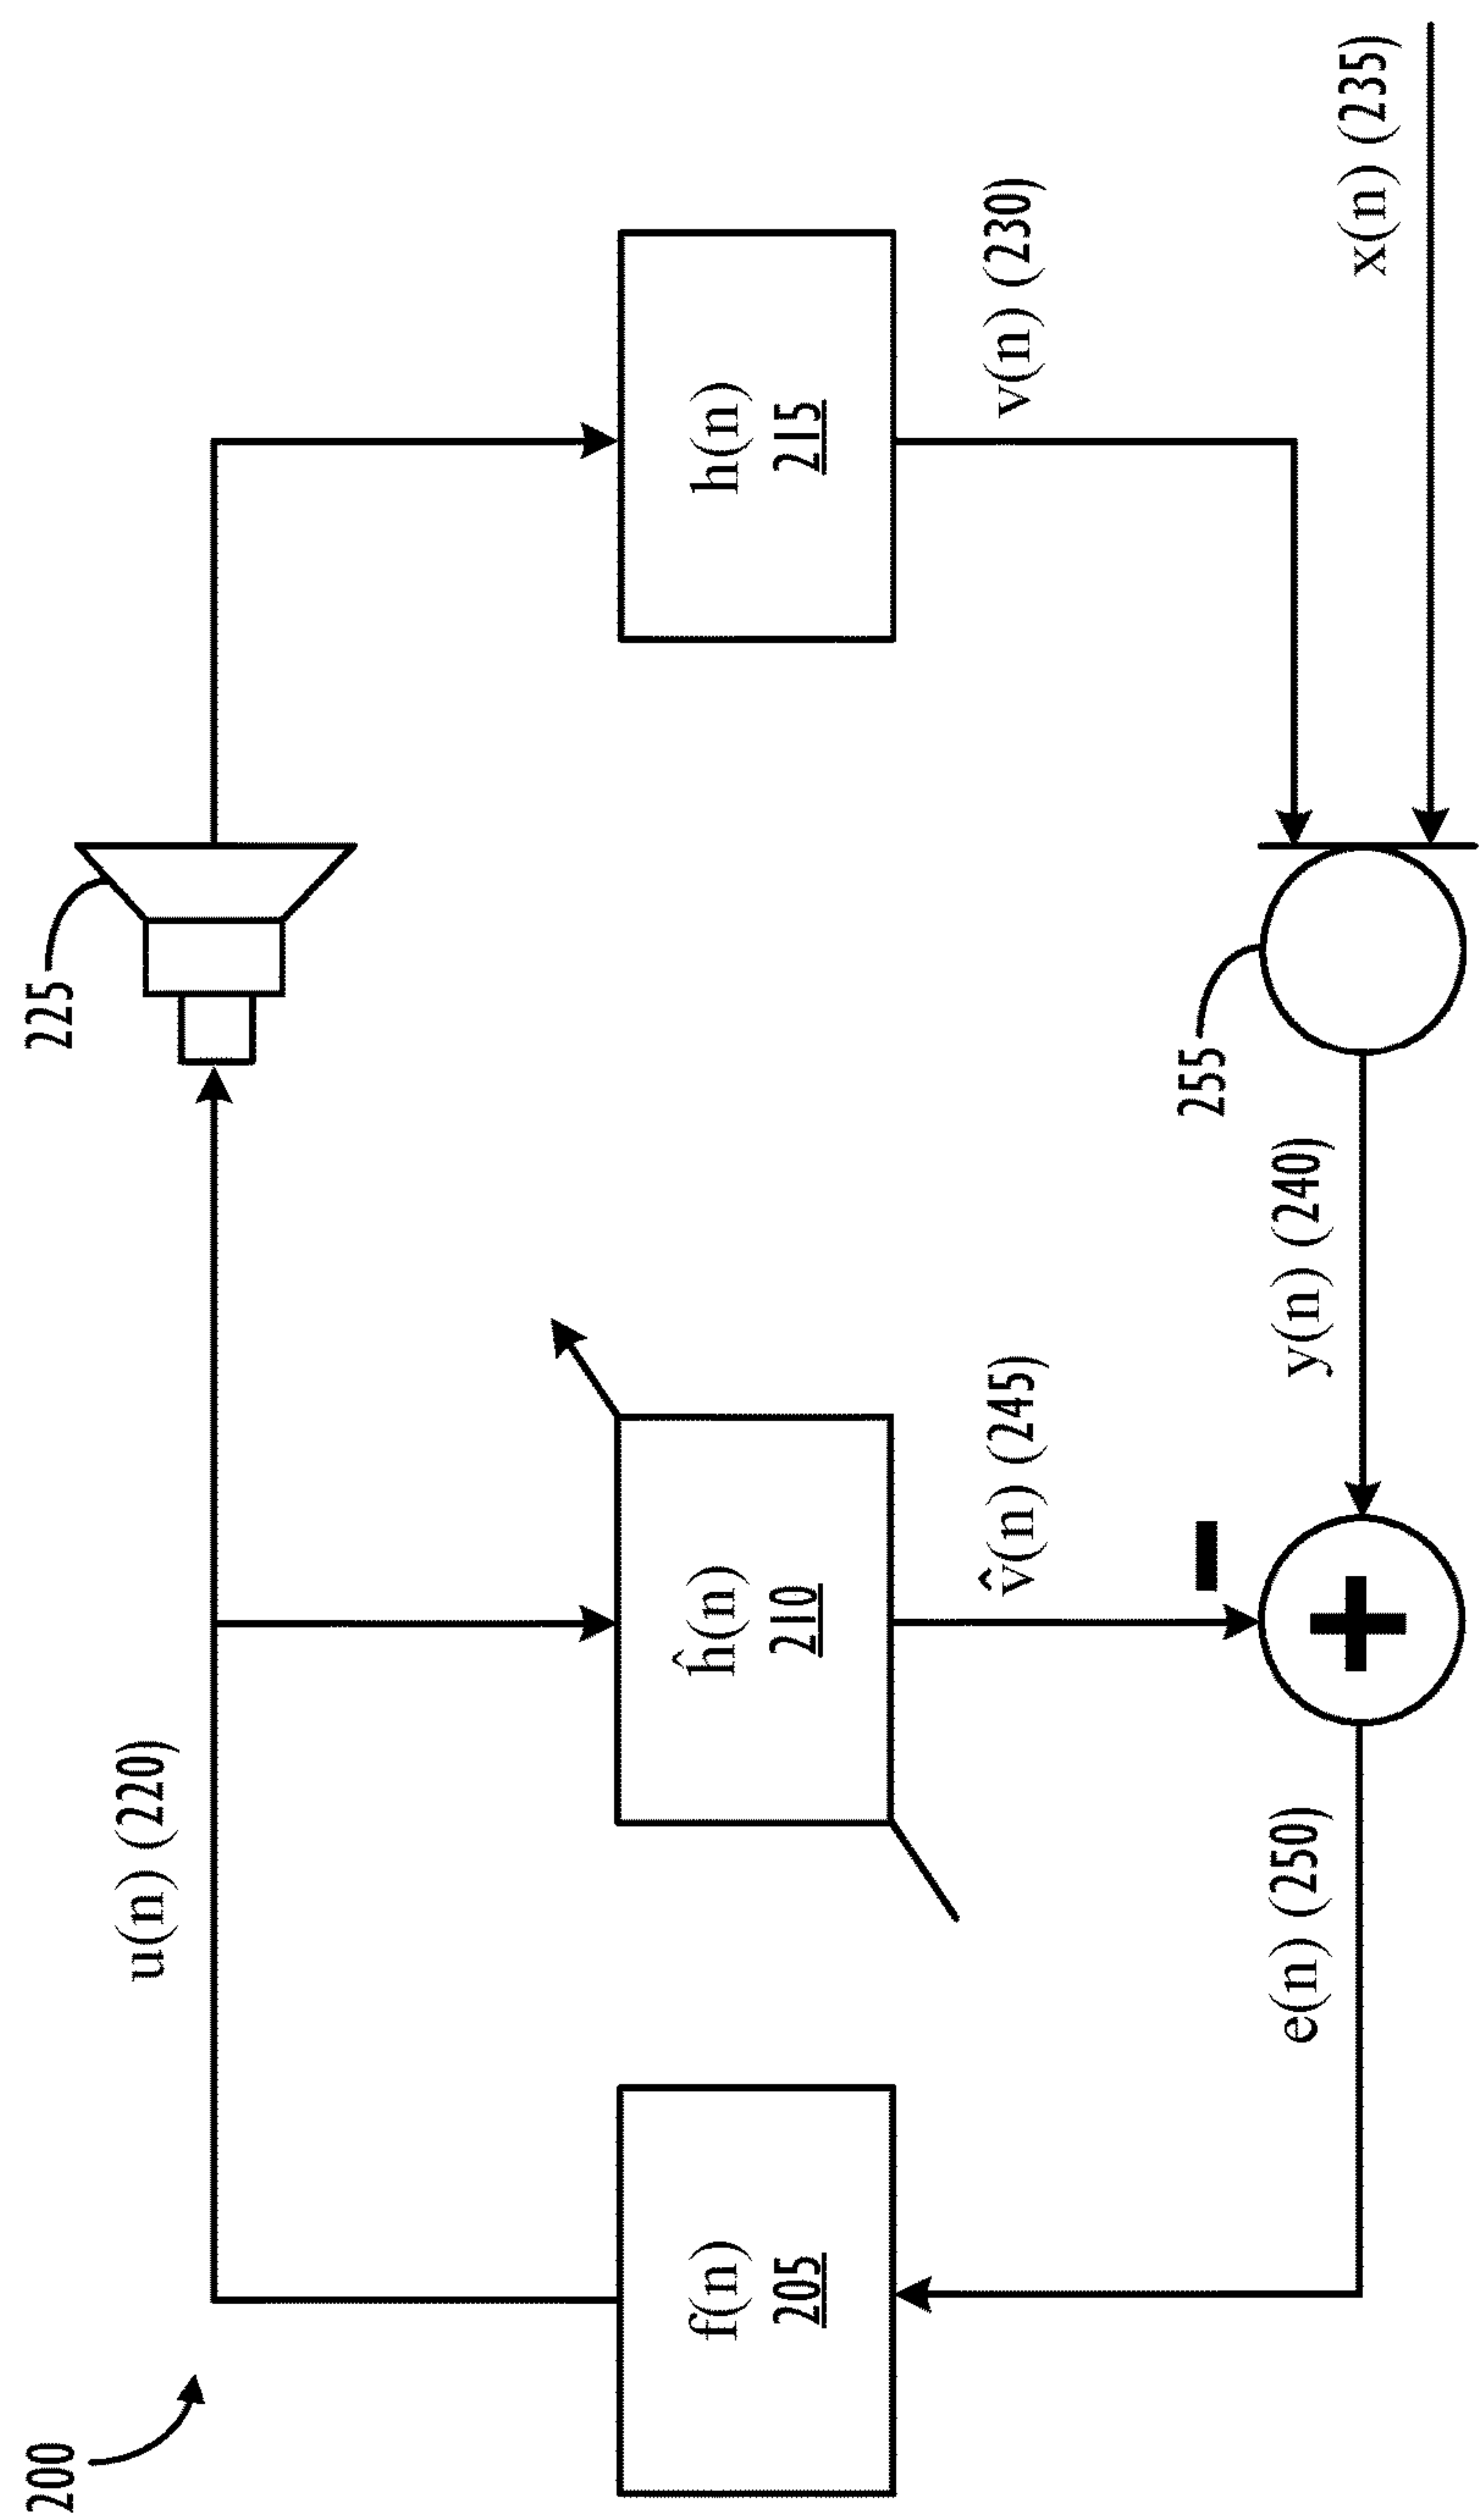 200
u(n) (220)
225
f(n)
205
ĥ(n)
210
h(n)
215
v̂(n) (245)
v(n) (230)
255
e(n) (250)
y(n) (240)
x(n) (235)
+